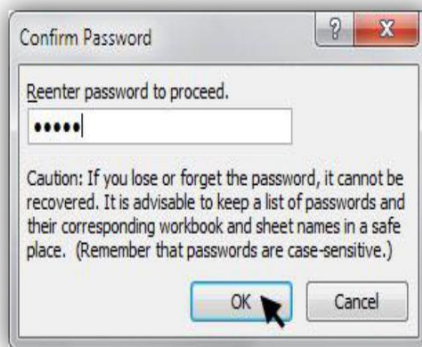 Confirm Password
Reenter password to proceed.
•••••
Caution: If you lose or forget the password, it cannot be
recovered. It is advisable to keep a list of passwords and
their corresponding workbook and sheet names in a safe
place.  (Remember that passwords are case-sensitive.)
OK
Cancel